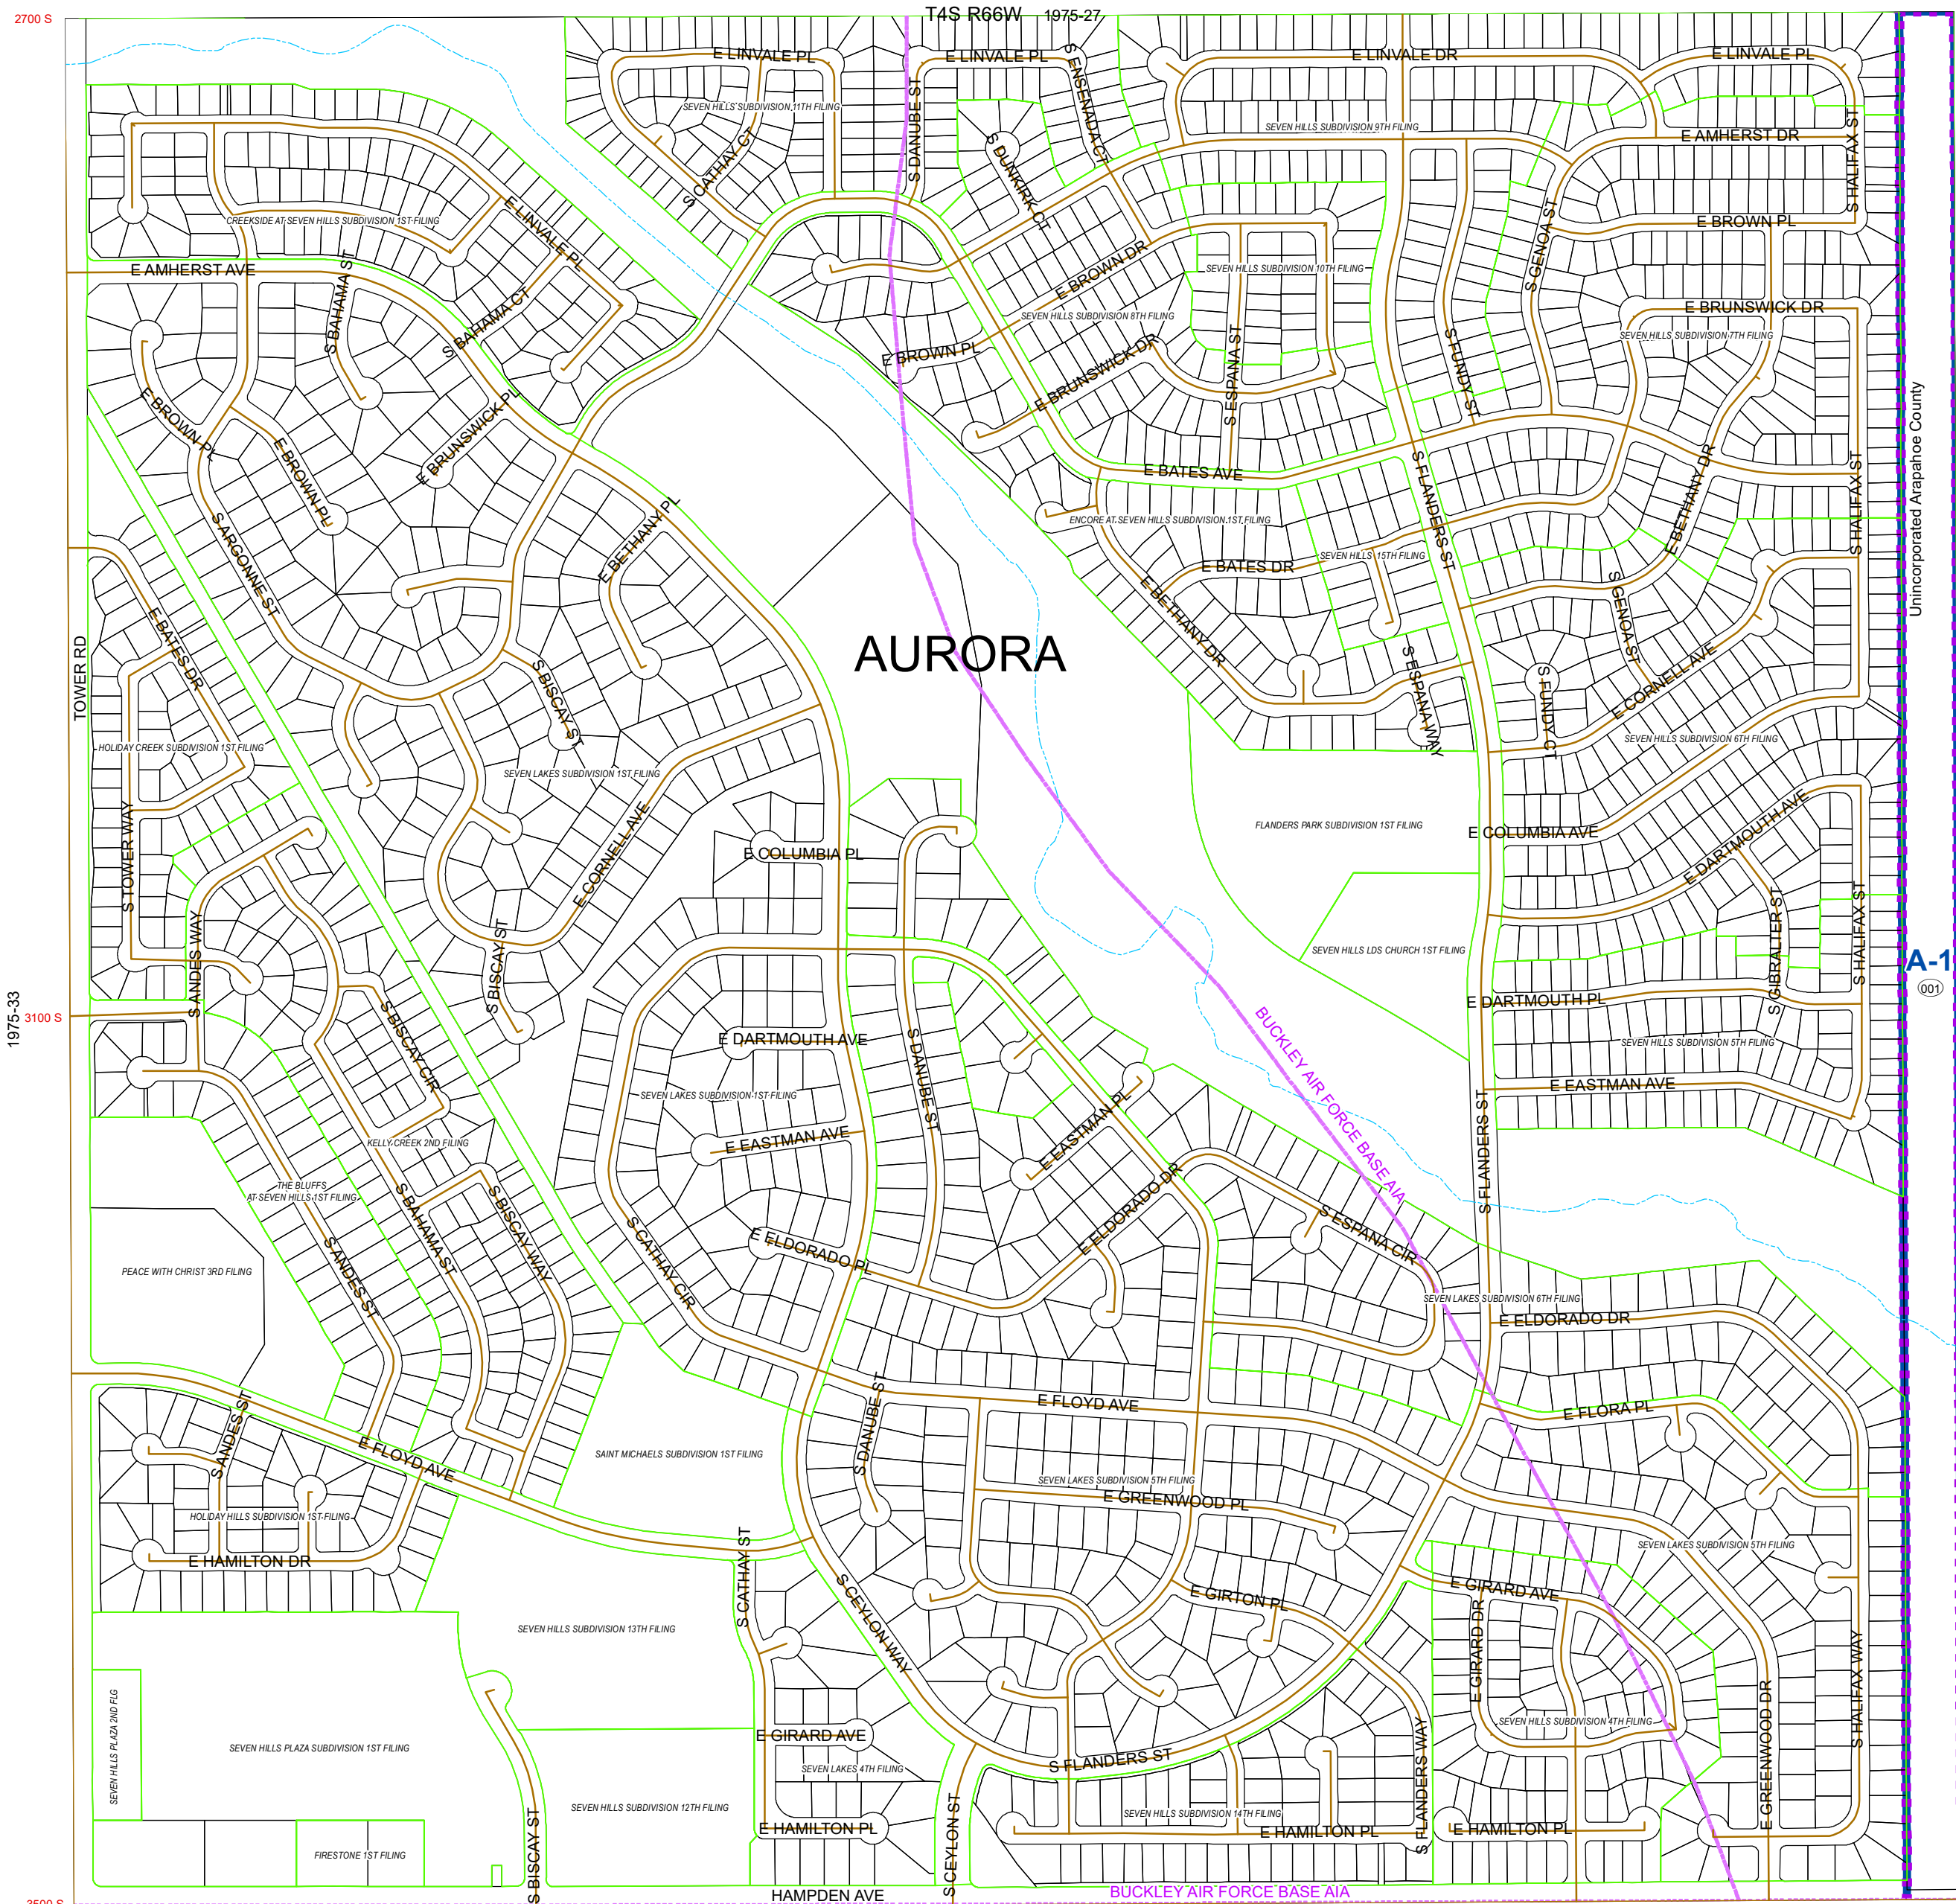 2700 S
T4S R66W
1975-27
E LINVALE PL
E LINVALE PL
S ENSENADA CT
E LINVALE DR
E LINVALE PL
SEVEN HILLS SUBDIVISION 11TH FILING
S DANUBE ST
S CATHAY CT
S DUNKIRK CT
SEVEN HILLS SUBDIVISION 9TH FILING
E AMHERST DR
S HALIFAX ST
CREEKSIDE AT SEVEN HILLS SUBDIVISION 1ST FILING
E LINVALE PL
E BROWN PL
S GENOA ST
E AMHERST AVE
S BAHAMA ST
S BAHAMA CT
E BROWN DR
SEVEN HILLS SUBDIVISION 10TH FILING
SEVEN HILLS SUBDIVISION 8TH FILING
E BRUNSWICK DR
SEVEN HILLS SUBDIVISION 7TH FILING
E BROWN PL
E BRUNSWICK DR
S ESPANA ST
S FUNDY ST
E BROWN PL
E BROWN PL
E BRUNSWICK PL
Unincorporated Arapahoe County
E BATES AVE
S FLANDERS ST
E BETHANY DR
S HALIFAX ST
S ARGONNE ST
E BETHANY PL
ENCORE AT SEVEN HILLS SUBDIVISION 1ST FILING
SEVEN HILLS 15TH FILING
E BATES DR
E BETHANY DR
S GENOA ST
TOWER RD
E BATES DR
AURORA
S BISCAY ST
S ESPANA WAY
S FUNDY CT
E CORNELL AVE
SEVEN HILLS SUBDIVISION 6TH FILING
HOLIDAY CREEK SUBDIVISION 1ST FILING
SEVEN LAKES SUBDIVISION 1ST FILING
S TOWER WAY
E CORNELL AVE
E COLUMBIA PL
FLANDERS PARK SUBDIVISION 1ST FILING
E COLUMBIA AVE
E DARTMOUTH AVE
S ANDES WAY
S BISCAY ST
SEVEN HILLS LDS CHURCH 1ST FILING
S GIBRALTER ST
S HALIFAX ST
A-1
001
1975-33
3100 S
S BISCAY CIR
E DARTMOUTH AVE
S DANUBE ST
BUCKLEY AIR FORCE BASE AIA
E DARTMOUTH PL
SEVEN HILLS SUBDIVISION 5TH FILING
SEVEN LAKES SUBDIVISION 1ST FILING
E EASTMAN AVE
KELLY CREEK 2ND FILING
E EASTMAN AVE
E EASTMAN PL
S FLANDERS ST
THE BLUFFS
AT SEVEN HILLS 1ST FILING
S BAHAMA ST
S BISCAY WAY
S CATHAY CIR
E ELDORADO PL
E ELDORADO DR
S ESPANA CIR
PEACE WITH CHRIST 3RD FILING
S ANDES ST
SEVEN LAKES SUBDIVISION 6TH FILING
E ELDORADO DR
S ANDES ST
E FLOYD AVE
S DANUBE ST
E FLOYD AVE
E FLORA PL
SAINT MICHAELS SUBDIVISION 1ST FILING
SEVEN LAKES SUBDIVISION 5TH FILING
E GREENWOOD PL
HOLIDAY HILLS SUBDIVISION 1ST FILING
E HAMILTON DR
S CATHAY ST
S CEYLON WAY
SEVEN LAKES SUBDIVISION 5TH FILING
E GIRTON PL
E GIRARD AVE
E GIRARD DR
SEVEN HILLS SUBDIVISION 13TH FILING
SEVEN HILLS PLAZA 2ND FLG
SEVEN HILLS PLAZA SUBDIVISION 1ST FILING
E GIRARD AVE
SEVEN LAKES 4TH FILING
S FLANDERS ST
S FLANDERS WAY
SEVEN HILLS SUBDIVISION 4TH FILING
E GREENWOOD DR
S HALIFAX WAY
SEVEN HILLS SUBDIVISION 12TH FILING
SEVEN HILLS SUBDIVISION 14TH FILING
E HAMILTON PL
E HAMILTON PL
E HAMILTON PL
FIRESTONE 1ST FILING
S BISCAY ST
S CEYLON ST
HAMPDEN AVE
BUCKLEY AIR FORCE BASE AIA
3500 S